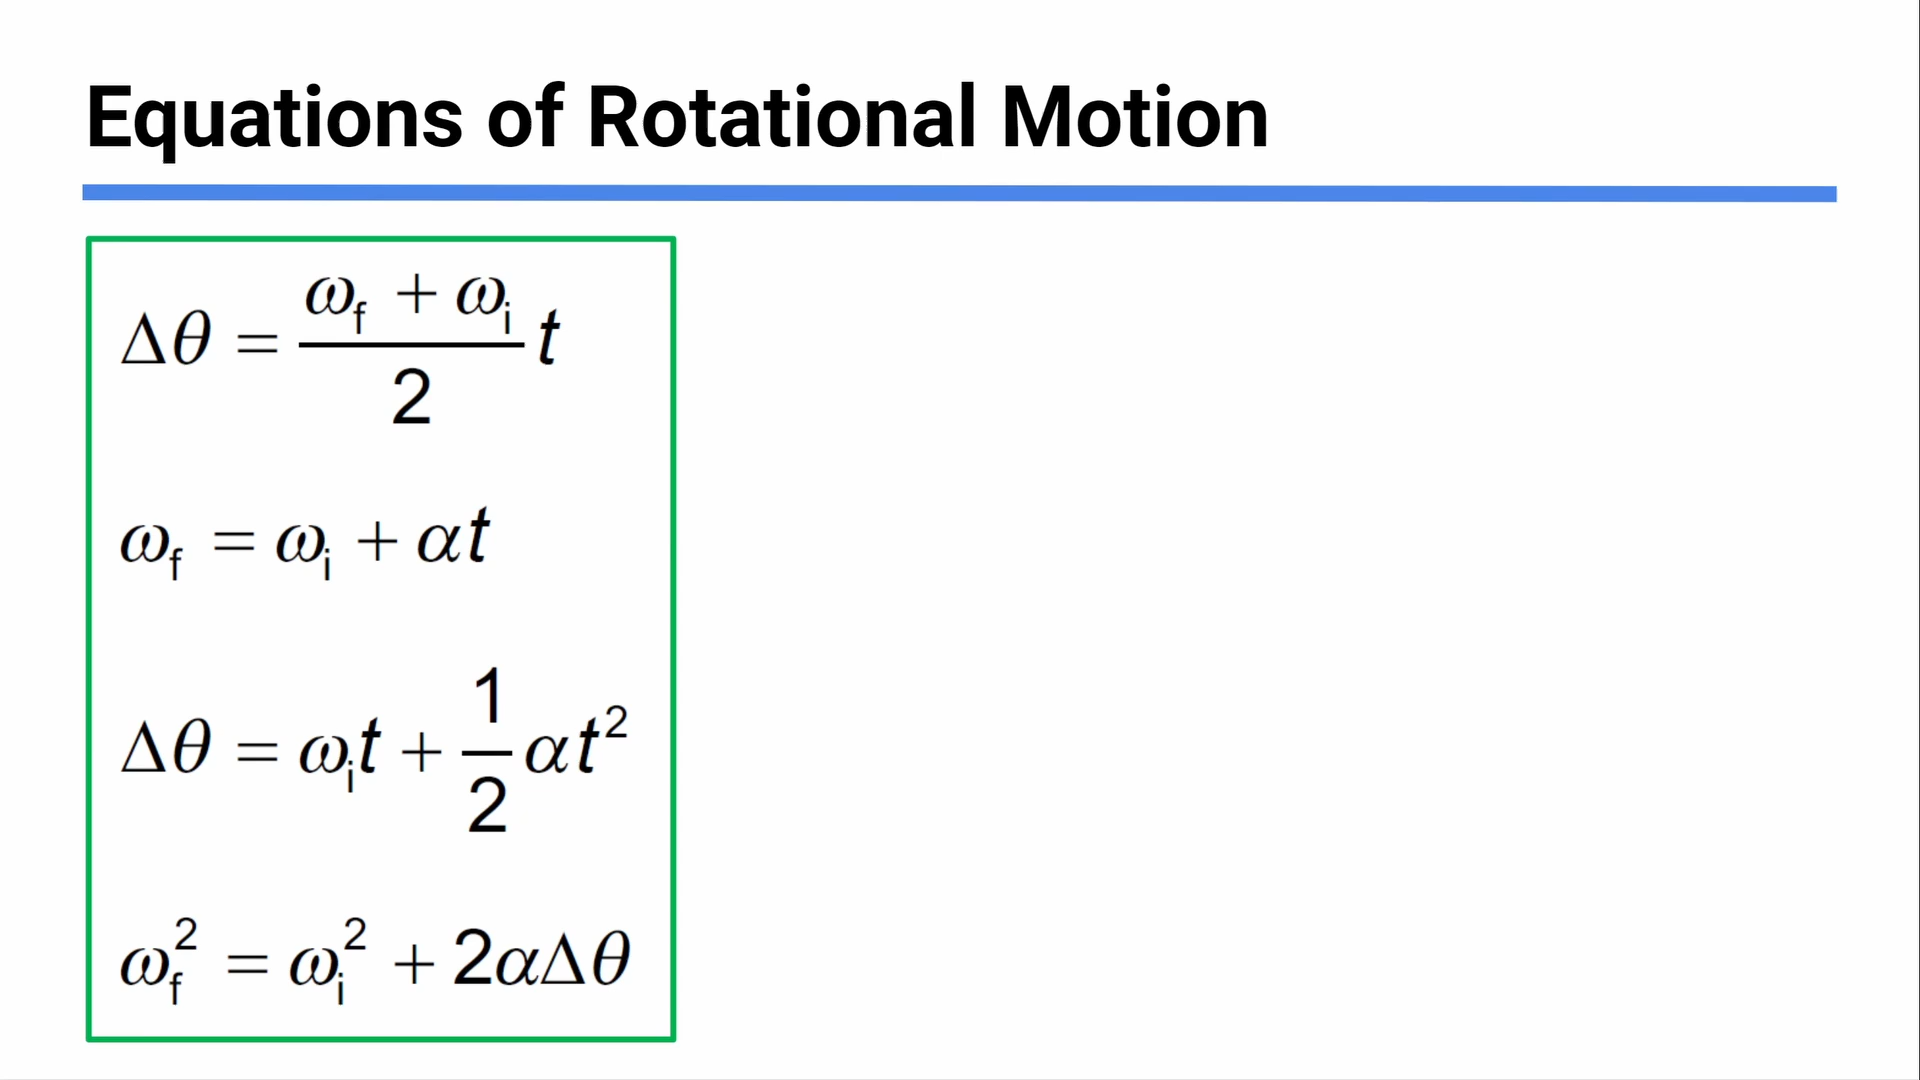 Equations of Rotational Motion
Δθ = (ω_f + ω_i)/2 t
ω_f = ω_i + αt
Δθ = ω_i t + 1/2 αt²
ω_f² = ω_i² + 2αΔθ